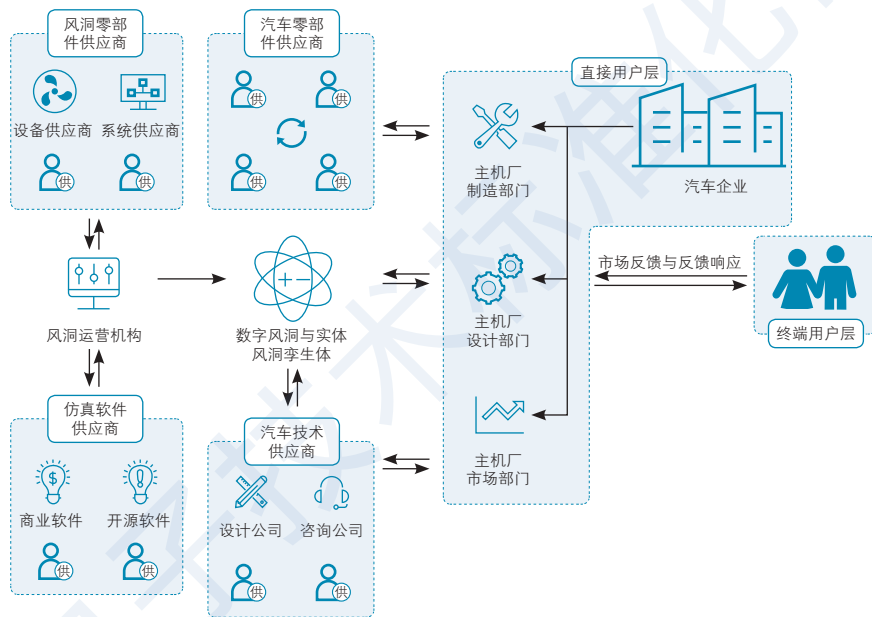 风洞零部
件供应商
设备供应商
系统供应商
供
供
汽车零部
件供应商
供
供
供
供
直接用户层
主机厂
制造部门
汽车企业
风洞运营机构
数字风洞与实体
风洞孪生体
主机厂
设计部门
市场反馈与反馈响应
终端用户层
仿真软件
供应商
$
商业软件
开源软件
供
供
汽车技术
供应商
设计公司
咨询公司
供
供
主机厂
市场部门
子技术标准化